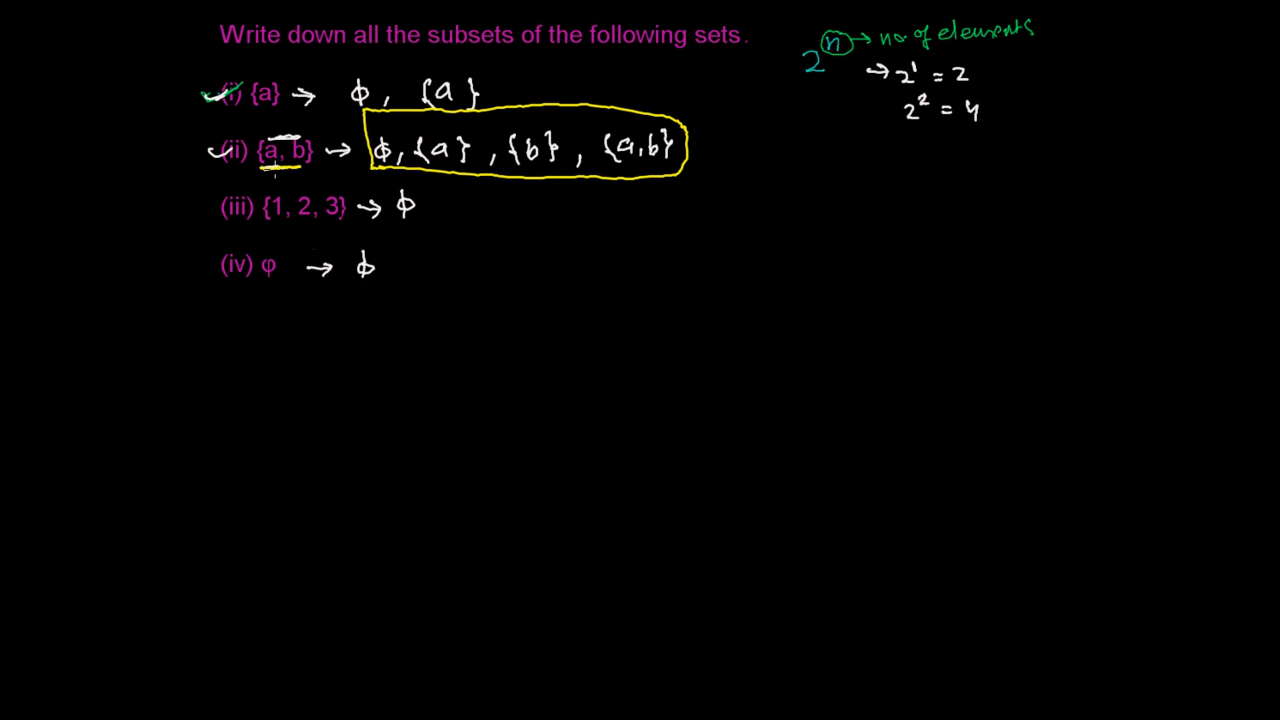 Write down all the subsets of the following sets.
2ⁿ → no. of elements
→ 2¹ = 2
2² = 4
(i) {a} → ϕ, {a}
(ii) {a, b} → ϕ, {a}, {b}, {a,b}
(iii) {1, 2, 3} → ϕ
(iv) φ → ϕ